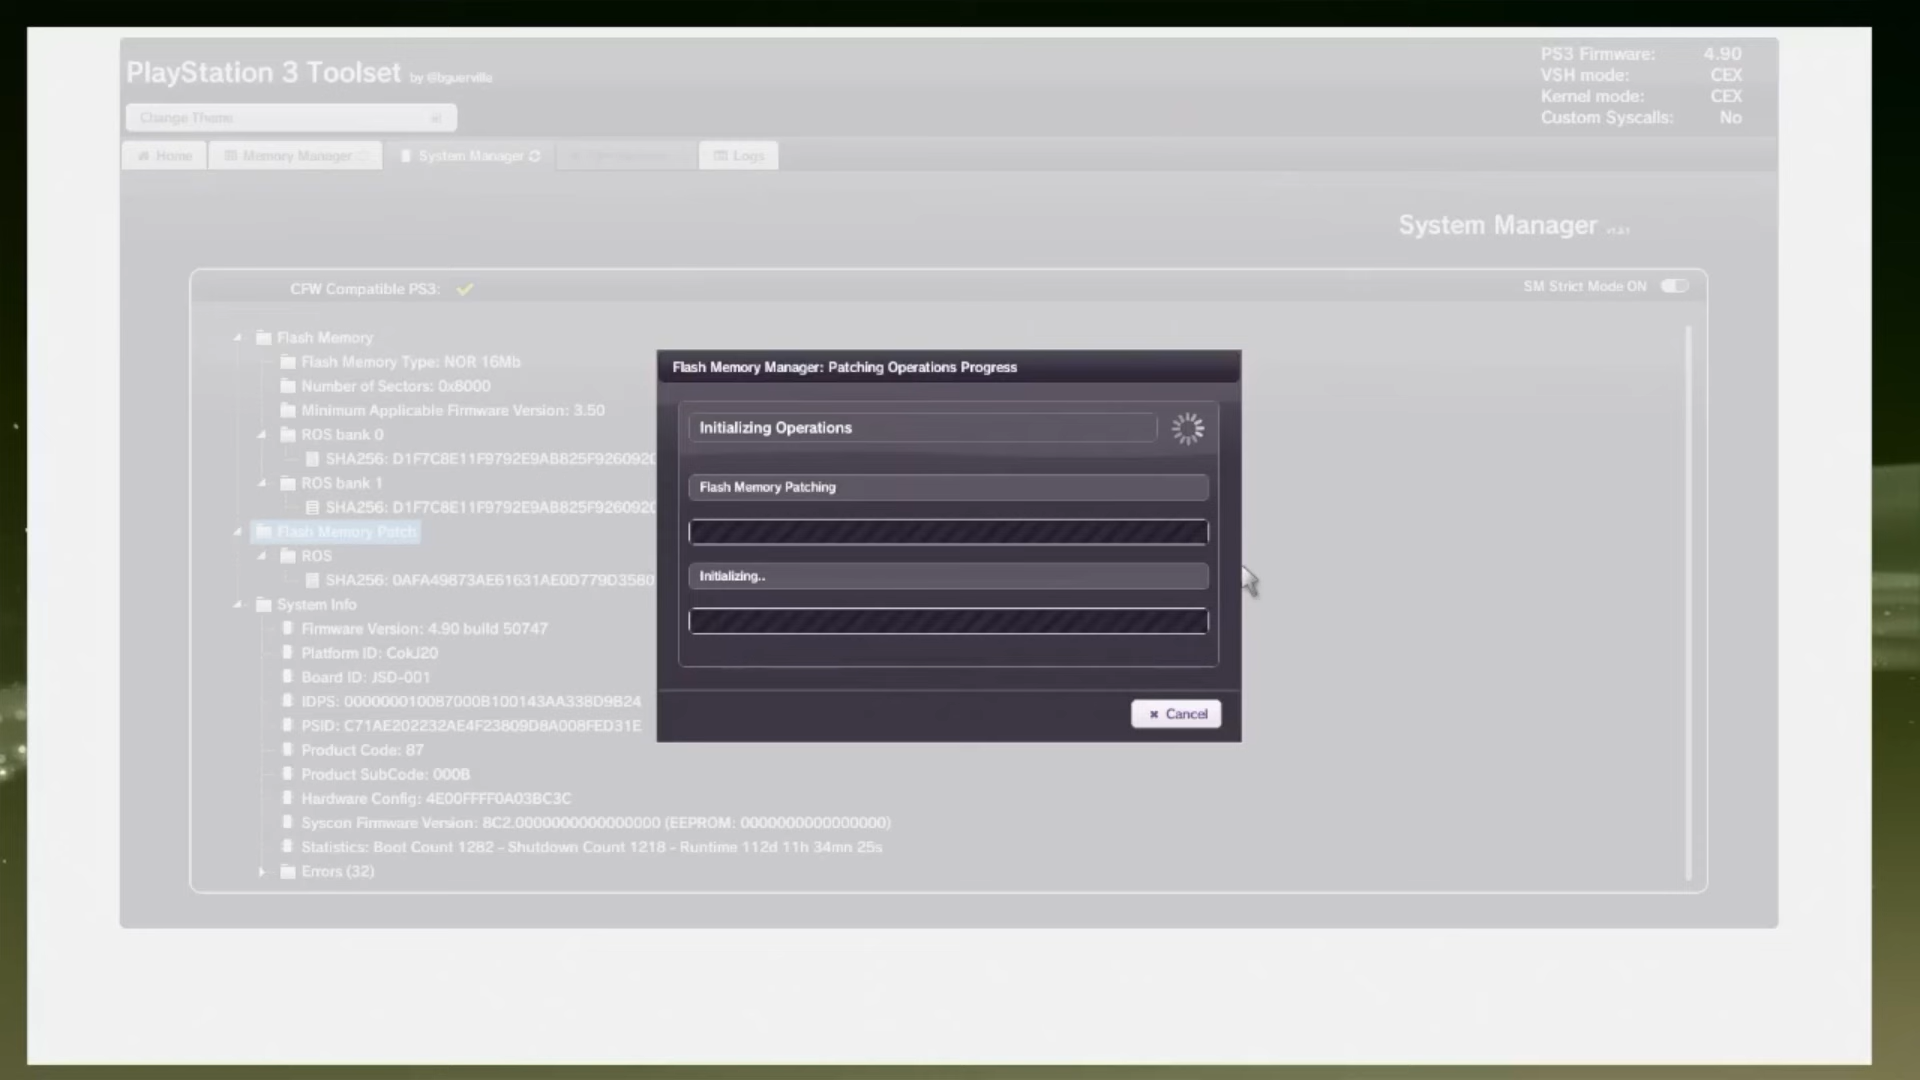 PlayStation 3 Toolset by @bguerville
PS3 Firmware: 4.90
VSH mode: CEX
Kernel mode: CEX
Custom Syscalls: No
Change Theme
Home
Memory Manager
System Manager
Logs
System Manager
CFW Compatible PS3:
SM Strict Mode ON
Flash Memory
Flash Memory Type: NOR 16Mb
Number of Sectors: 0x8000
Minimum Applicable Firmware Version: 3.50
ROS bank 0
SHA256: D1F7C8E11F9792E9AB825F926092C
ROS bank 1
SHA256: D1F7C8E11F9792E9AB825F926092C
Flash Memory Patch
ROS
SHA256: 0AFA49873AE61631AE0D779D3580
System Info
Firmware Version: 4.90 build 50747
Platform ID: CokJ20
Board ID: JSD-001
IDPS: 000000010087000B100143AA338D9B24
PSID: C71AE202232AE4F23809D8A008FED31E
Product Code: 87
Product SubCode: 000B
Hardware Config: 4E00FFFF0A03BC3C
Syscon Firmware Version: 8C2.0000000000000000 (EEPROM: 0000000000000000)
Statistics: Boot Count 1282 - Shutdown Count 1218 - Runtime 112d 11h 34mn 25s
Errors (32)
Flash Memory Manager: Patching Operations Progress
Initializing Operations
Flash Memory Patching
Initializing..
Cancel